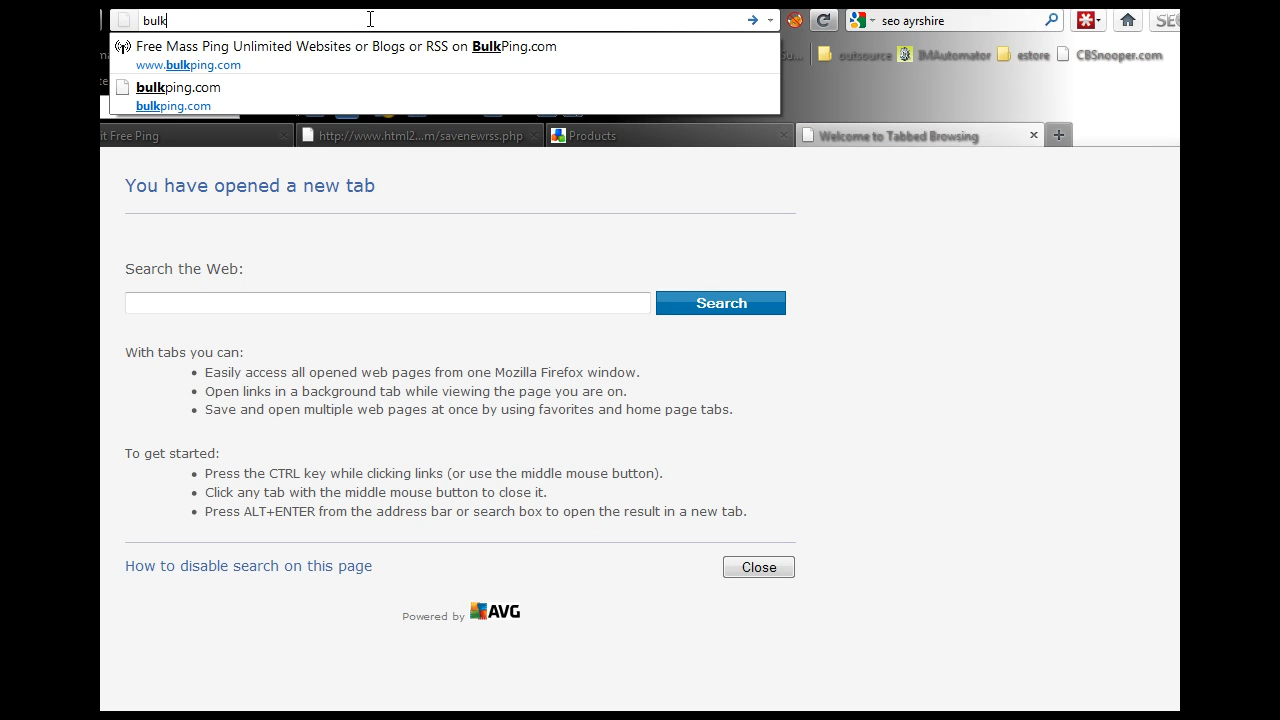 bulk
seo ayrshire
SEO
Free Mass Ping Unlimited Websites or Blogs or RSS on BulkPing.com
www.bulkping.com
bulkping.com
bulkping.com
outsource
IMAutomator
estore
CBSnooper.com
it Free Ping
http://www.html2...m/savenewrss.php
Products
Welcome to Tabbed Browsing
You have opened a new tab
Search the Web:
Search
With tabs you can:
• Easily access all opened web pages from one Mozilla Firefox window.
• Open links in a background tab while viewing the page you are on.
• Save and open multiple web pages at once by using favorites and home page tabs.
To get started:
• Press the CTRL key while clicking links (or use the middle mouse button).
• Click any tab with the middle mouse button to close it.
• Press ALT+ENTER from the address bar or search box to open the result in a new tab.
How to disable search on this page
Close
Powered by AVG